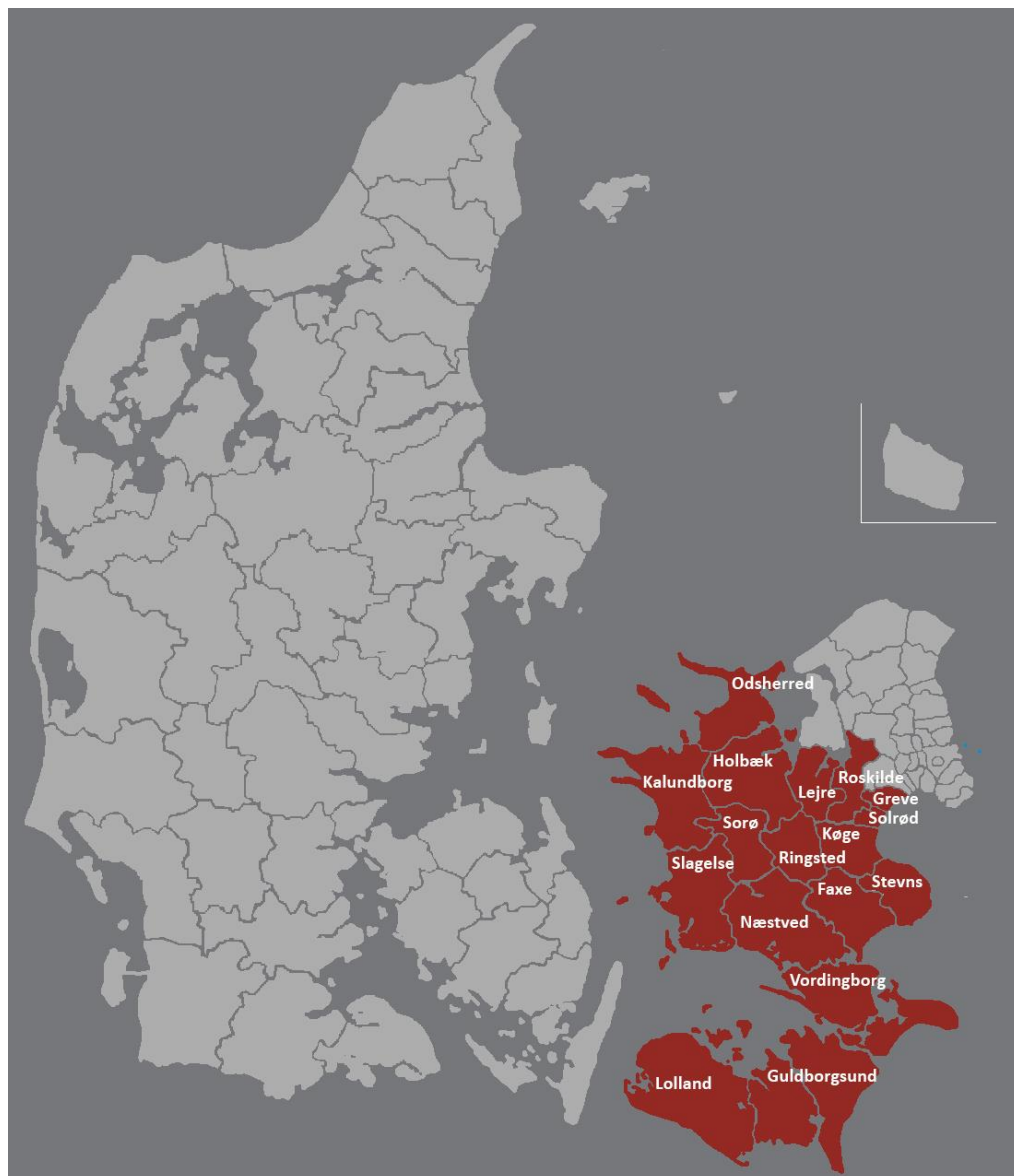 Odsherred
Holbæk
Kalundborg
Roskilde
Lejre
Greve
Solrød
Sorø
Køge
Ringsted
Slagelse
Stevns
Faxe
Næstved
Vordingborg
Guldborgsund
Lolland